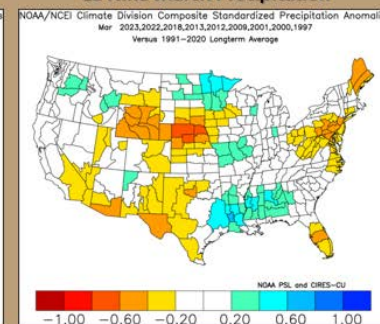 NOAA/NCEI Climate Division Composite Standardized Precipitation Anomal
Mar 2023,2022,2018,2013,2012,2009,2001,2000,1997
Versus 1991-2020 Longterm Average
NOAA PSL and CIRES-CU
-1.00 -0.60 -0.20 0.20 0.60 1.00